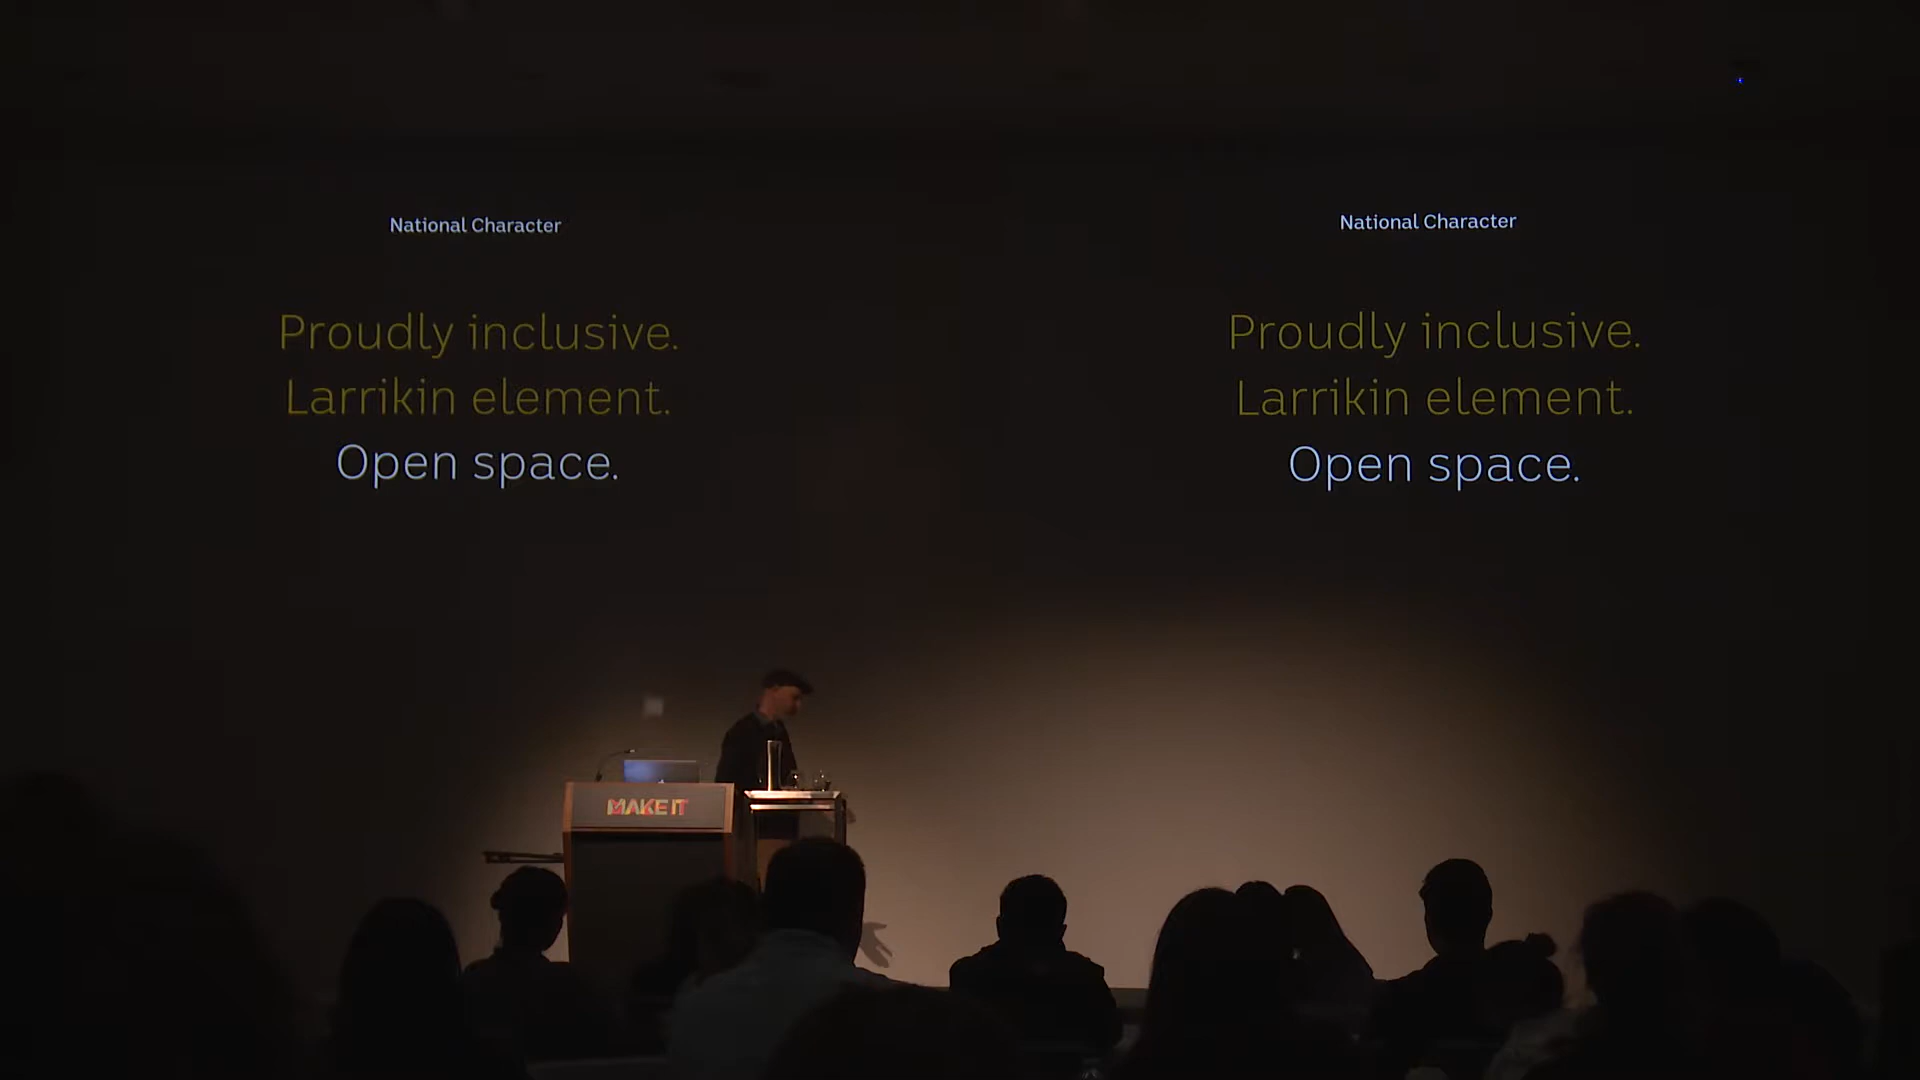 National Character
Proudly inclusive.
Larrikin element.
Open space.
National Character
Proudly inclusive.
Larrikin element.
Open space.
MAKE IT